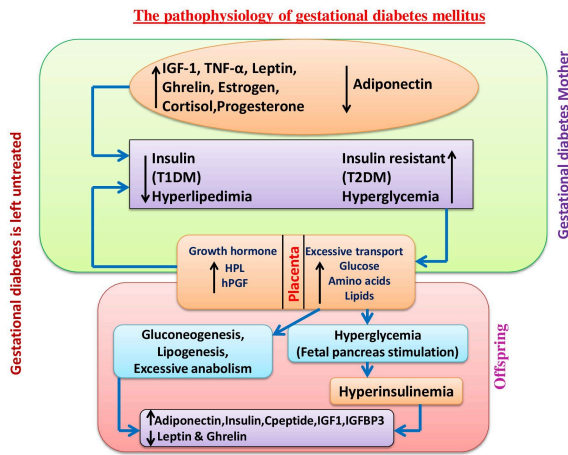 The pathophysiology of gestational diabetes mellitus
Gestational diabetes is left untreated
Gestational diabetes Mother
IGF-1, TNF-α, Leptin,
Ghrelin, Estrogen,
Cortisol,Progesterone
Adiponectin
Insulin
(T1DM)
Hyperlipedimia
Insulin resistant
(T2DM)
Hyperglycemia
Growth hormone
HPL
hPGF
Placenta
Excessive transport
Glucose
Amino acids
Lipids
Offspring
Gluconeogenesis,
Lipogenesis,
Excessive anabolism
Hyperglycemia
(Fetal pancreas stimulation)
Hyperinsulinemia
Adiponectin,Insulin,Cpeptide,IGF1,IGFBP3
Leptin & Ghrelin